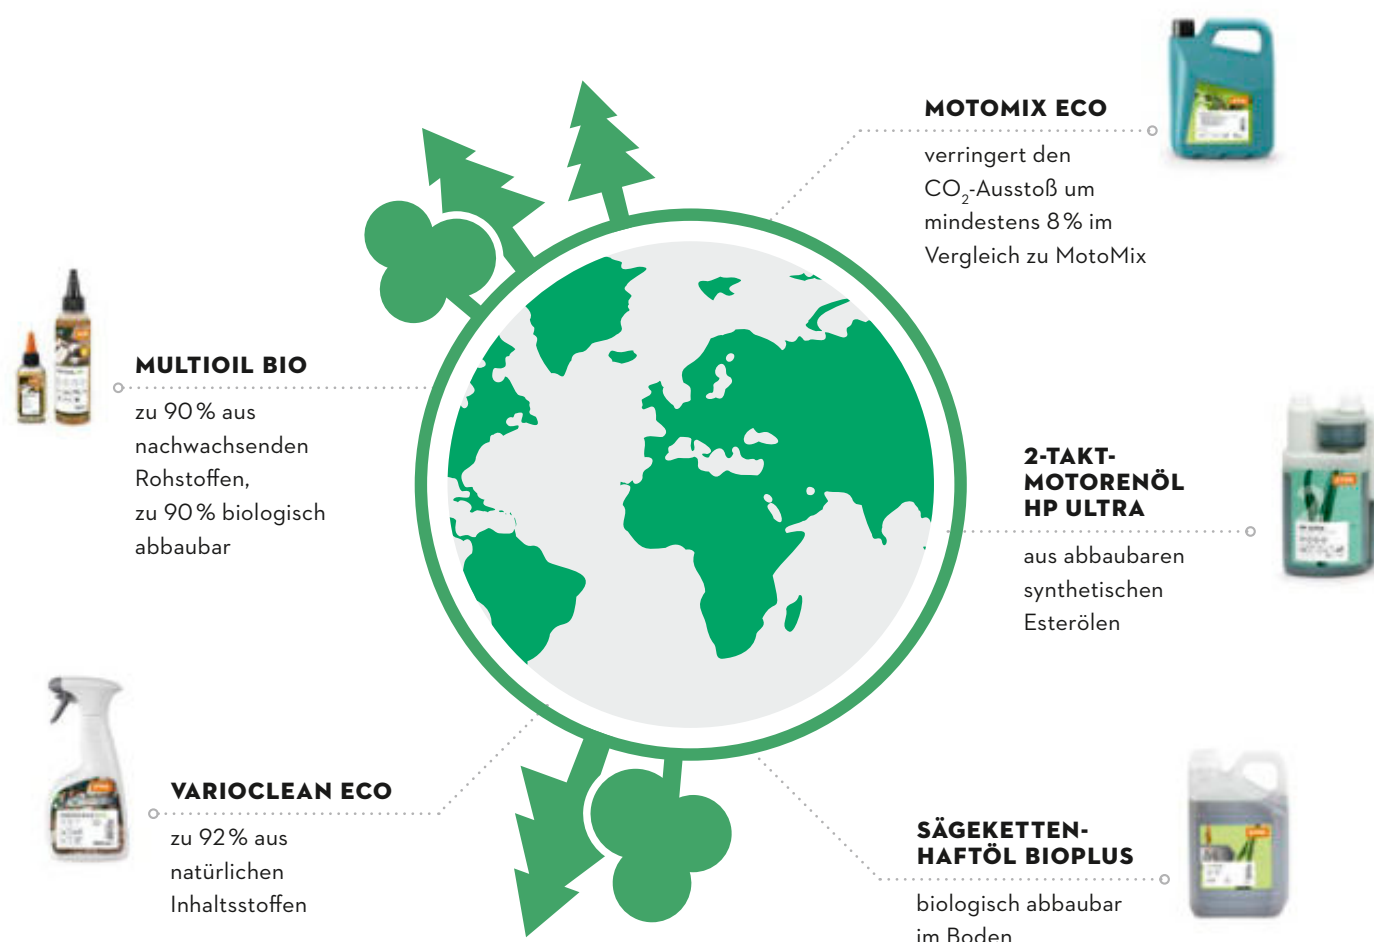 MOTOMIX ECO
verringert den
CO₂-Ausstoß um
mindestens 8 % im
Vergleich zu MotoMix
MULTIOIL BIO
zu 90 % aus
nachwachsenden
Rohstoffen,
zu 90 % biologisch
abbaubar
2-TAKT-
MOTORENÖL
HP ULTRA
aus abbaubaren
synthetischen
Esterölen
VARIOCLEAN ECO
zu 92 % aus
natürlichen
Inhaltsstoffen
SÄGEKETTEN-
HAFTÖL BIOPLUS
biologisch abbaubar
im Boden